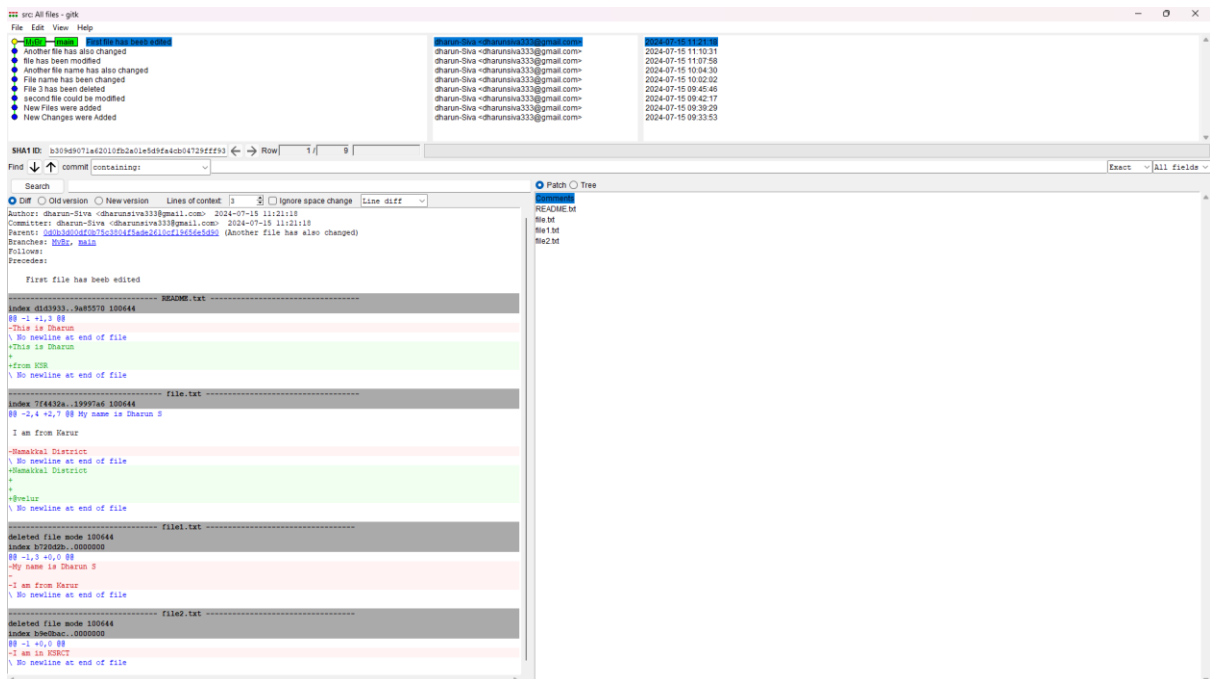 src: All files - gitk
File Edit View Help
MyBr main First file has been edited dharun-Siva <dharunsiva333@gmail.com> 2024-07-15 11:21:18
Another file has also changed dharun-Siva <dharunsiva333@gmail.com> 2024-07-15 11:10:31
file has been modified dharun-Siva <dharunsiva333@gmail.com> 2024-07-15 11:07:58
Another file name has also changed dharun-Siva <dharunsiva333@gmail.com> 2024-07-15 10:04:30
File name has been changed dharun-Siva <dharunsiva333@gmail.com> 2024-07-15 10:02:02
File 3 has been deleted dharun-Siva <dharunsiva333@gmail.com> 2024-07-15 09:45:46
second file could be modified dharun-Siva <dharunsiva333@gmail.com> 2024-07-15 09:42:17
New Files were added dharun-Siva <dharunsiva333@gmail.com> 2024-07-15 09:39:29
New Changes were Added dharun-Siva <dharunsiva333@gmail.com> 2024-07-15 09:33:53
SHA1 ID: b309d9071a62010fb2a01e5d9fa4cb04729fff93 Row 1 / 9
Find commit containing: Exact All fields
Search
Diff Old version New version Lines of context: 3 Ignore space change Line diff
Author: dharun-Siva <dharunsiva333@gmail.com> 2024-07-15 11:21:18
Committer: dharun-Siva <dharunsiva333@gmail.com> 2024-07-15 11:21:18
Parent: 0d0b3d00df0b75c3804f5ade2610cf19656e5d90 (Another file has also changed)
Branches: MyBr, main
Follows:
Precedes:
First file has beeb edited
README.txt
index d1d3933..9a85570 100644
@@ -1 +1,3 @@
-This is Dharun
\ No newline at end of file
+This is Dharun
+
+from KSR
\ No newline at end of file
file.txt
index 7f4432a..19997a6 100644
@@ -2,4 +2,7 @@ My name is Dharun S
I am from Karur
-Namakkal District
\ No newline at end of file
+Namakkal District
+
+
+@velur
\ No newline at end of file
file1.txt
deleted file mode 100644
index b720d2b..0000000
@@ -1,3 +0,0 @@
-My name is Dharun S
-
-I am from Karur
\ No newline at end of file
file2.txt
deleted file mode 100644
index b9e0bac..0000000
@@ -1 +0,0 @@
-I am in KSRCT
\ No newline at end of file
Patch Tree
Comments
README.txt
file.txt
file1.txt
file2.txt